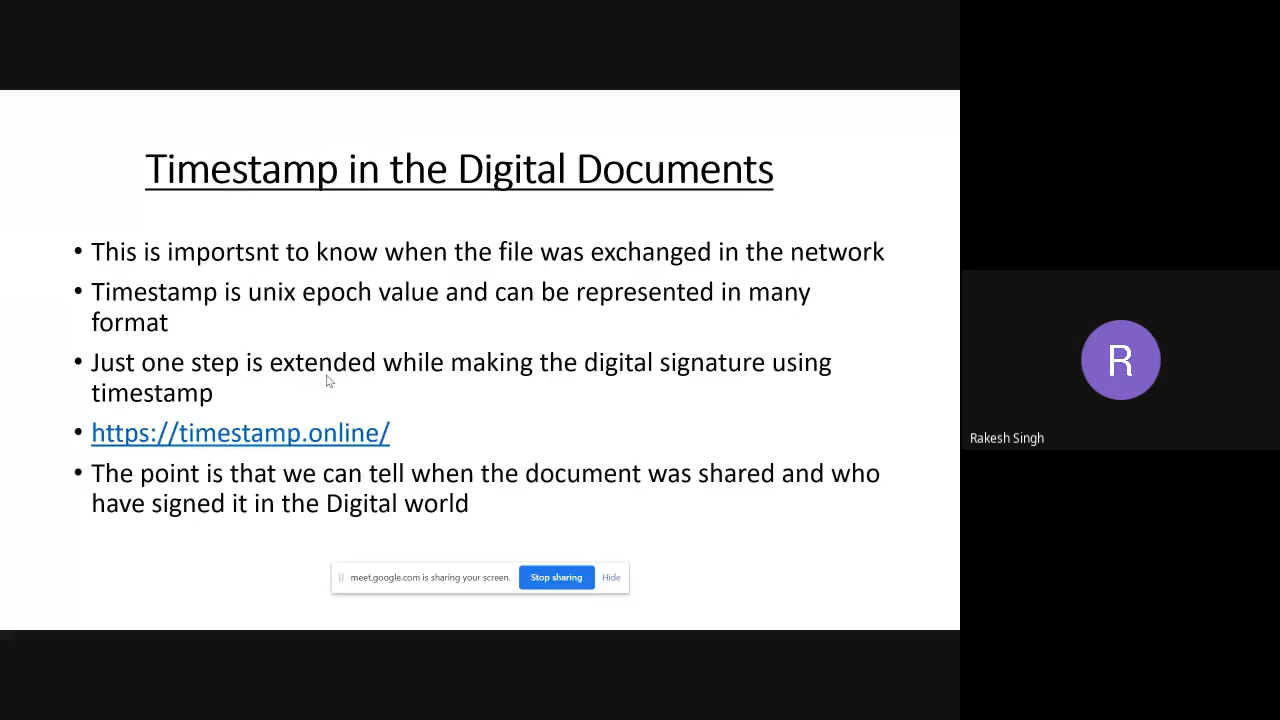 Timestamp in the Digital Documents
• This is importsnt to know when the file was exchanged in the network
• Timestamp is unix epoch value and can be represented in many
format
• Just one step is extended while making the digital signature using
timestamp
• https://timestamp.online/
• The point is that we can tell when the document was shared and who
have signed it in the Digital world
meet.google.com is sharing your screen. Stop sharing Hide
R
Rakesh Singh